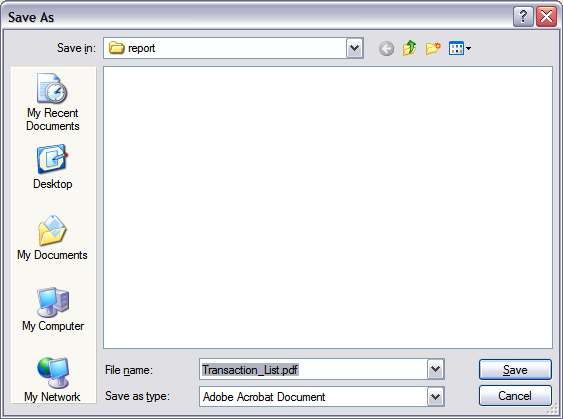 Save As
Save in:
report
My Recent
Documents
Desktop
My Documents
My Computer
My Network
File name:
Transaction_List.pdf
Save
Save as type:
Adobe Acrobat Document
Cancel